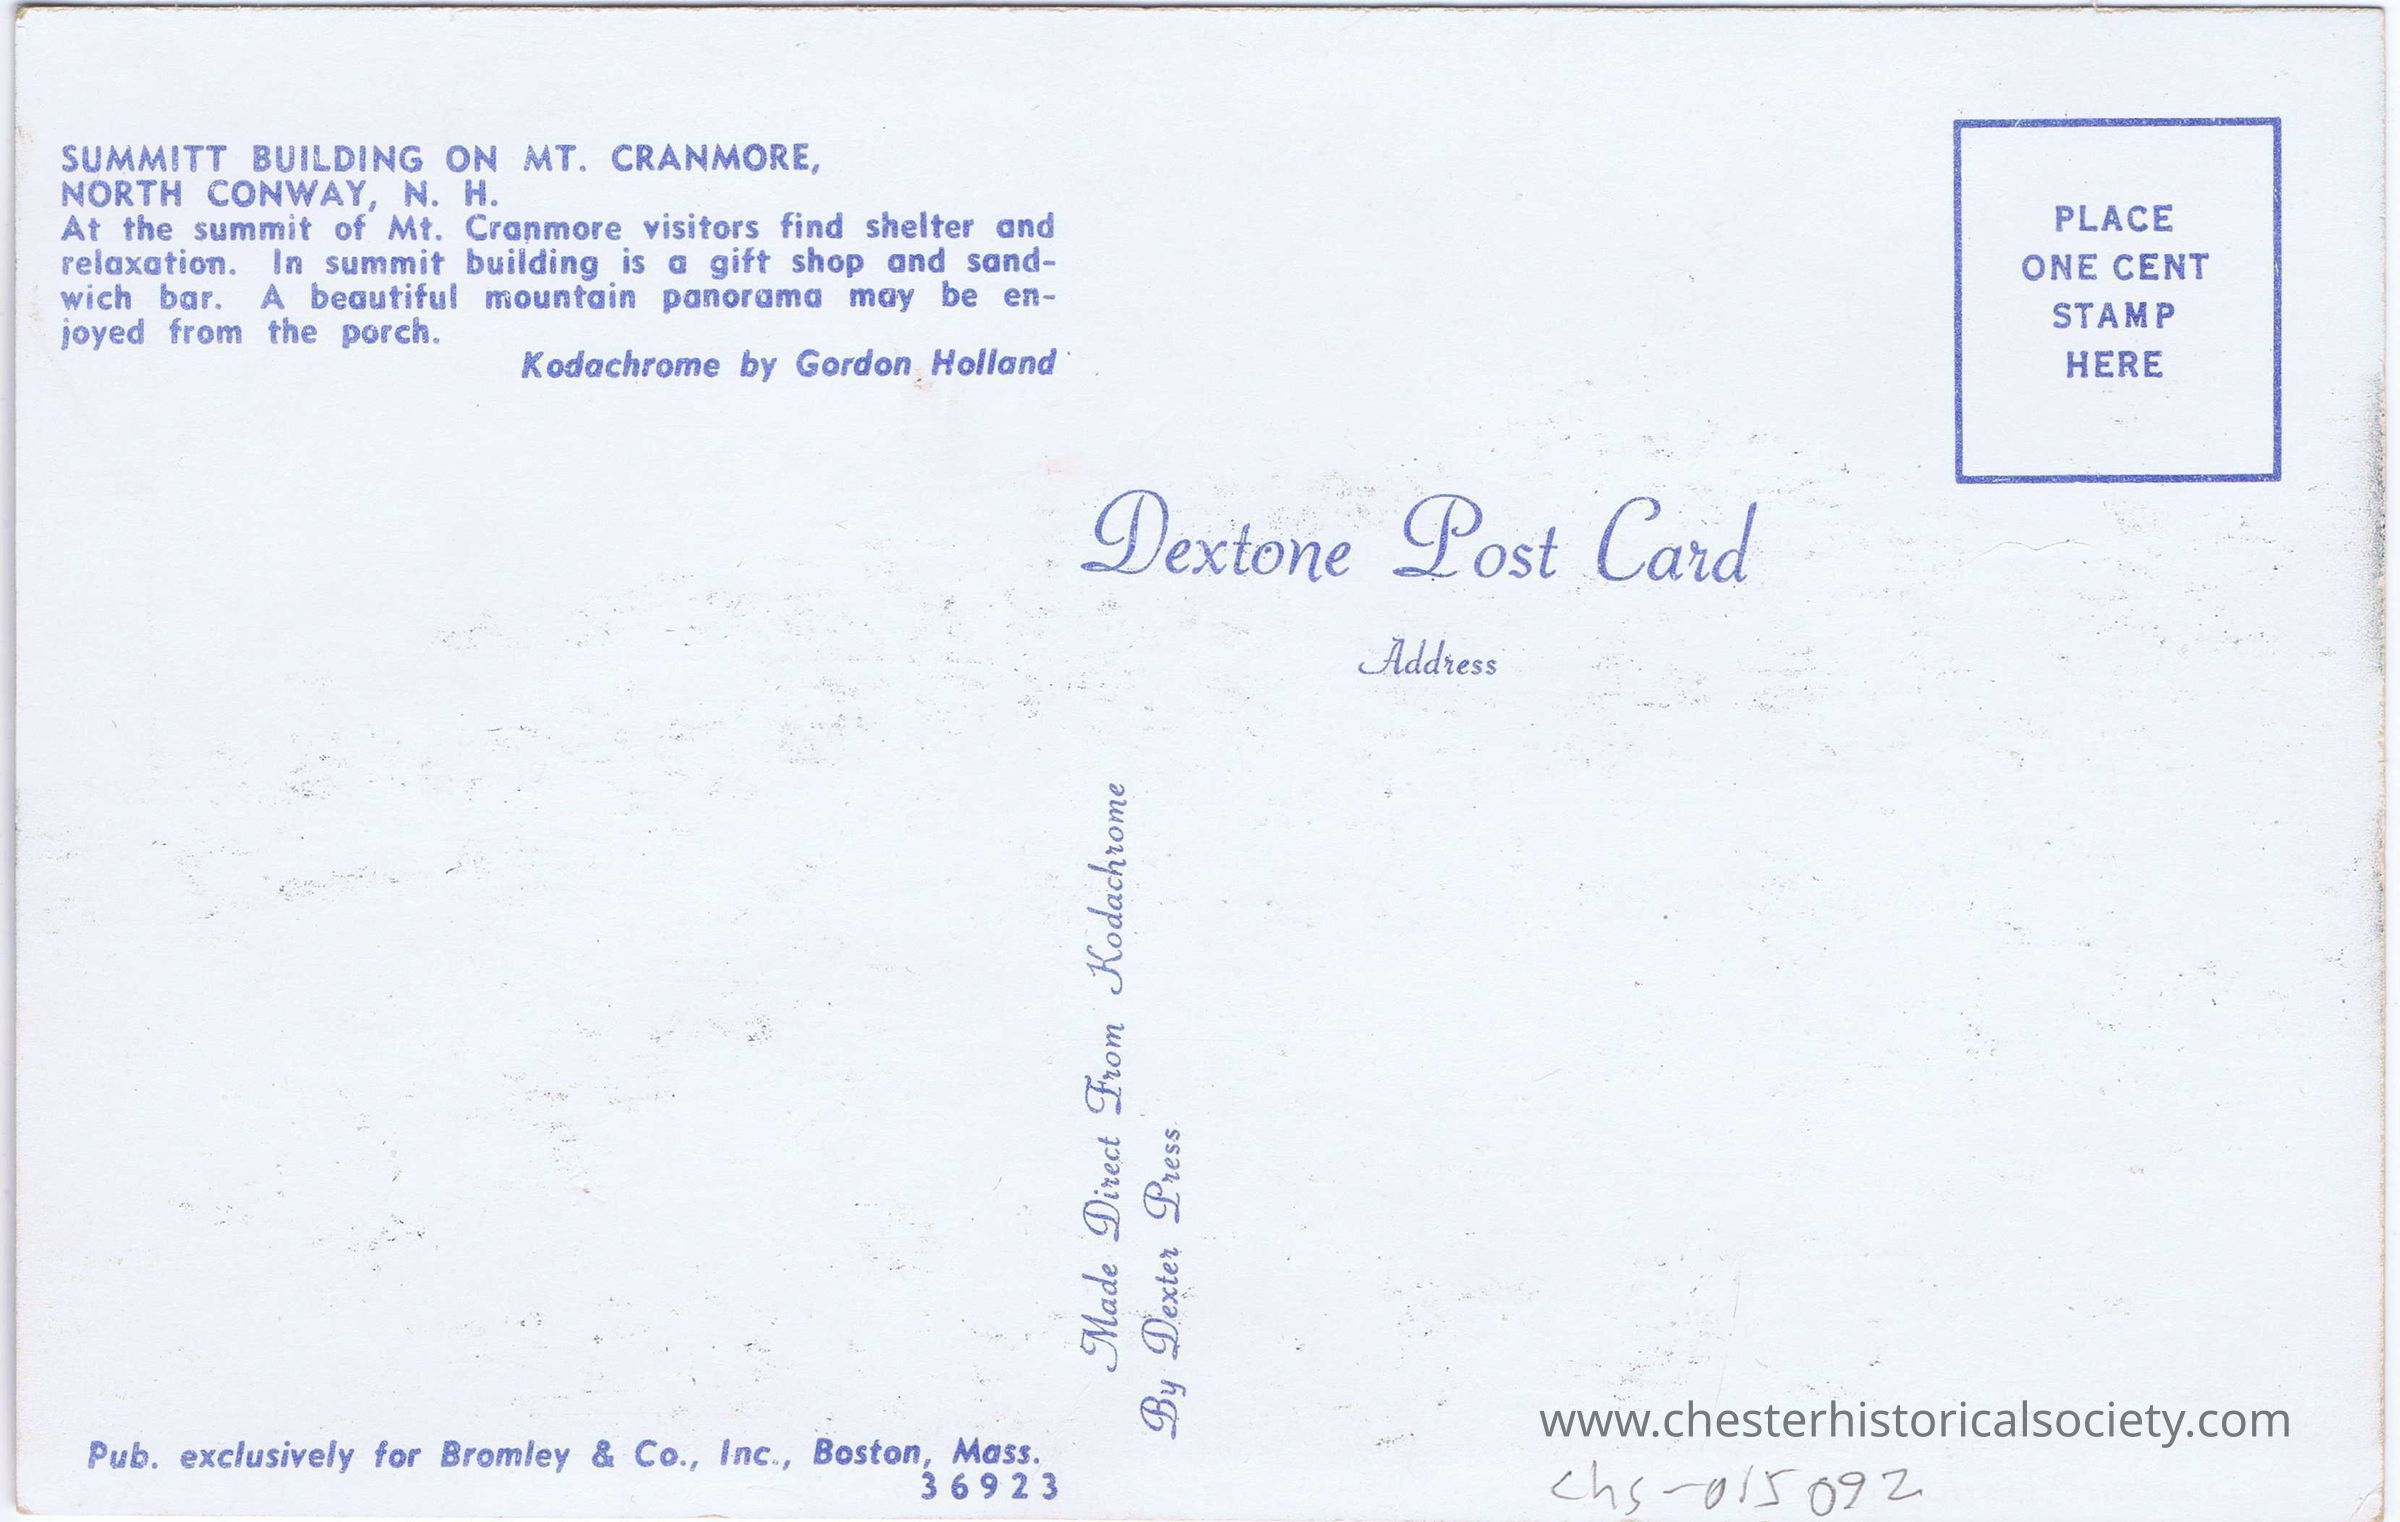 SUMMITT BUILDING ON MT. CRANMORE,
NORTH CONWAY, N. H.
At the summit of Mt. Cranmore visitors find shelter and
relaxation. In summit building is a gift shop and sand-
wich bar. A beautiful mountain panorama may be en-
joyed from the porch.
Kodachrome by Gordon Holland
PLACE
ONE CENT
STAMP
HERE
Dextone Post Card
Address
Made Direct From Kodachrome
By Dexter Press
Pub. exclusively for Bromley & Co., Inc., Boston, Mass.
36923
www.chesterhistoricalsociety.com
chs-015092